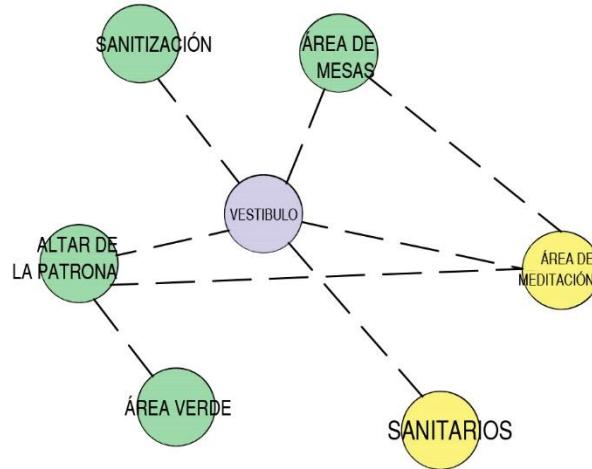 SANITIZACIÓN
ÁREA DE
MESAS
VESTIBULO
ALTAR DE
LA PATRONA
ÁREA DE
MEDITACIÓN
ÁREA VERDE
SANITARIOS